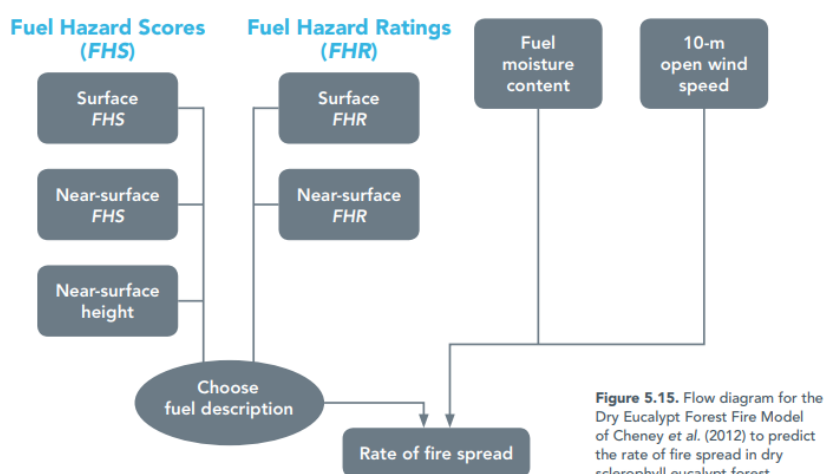 Fuel Hazard Scores
(FHS)
Fuel Hazard Ratings
(FHR)
Fuel
moisture
content
10-m
open wind
speed
Surface
FHS
Surface
FHR
Near-surface
FHS
Near-surface
FHR
Near-surface
height
Choose
fuel description
Rate of fire spread
Figure 5.15. Flow diagram for the
Dry Eucalypt Forest Fire Model
of Cheney et al. (2012) to predict
the rate of fire spread in dry
sclerophyll eucalypt forest